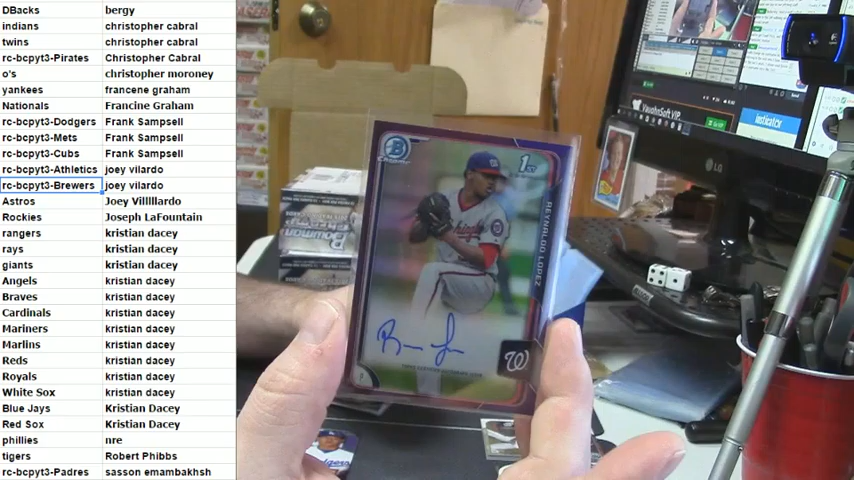 DBacks bergy
indians christopher cabral
twins christopher cabral
rc-bcpyt3-Pirates Christopher Cabral
o's christopher moroney
yankees francene graham
Nationals Francine Graham
rc-bcpyt3-Dodgers Frank Sampsell
rc-bcpyt3-Mets Frank Sampsell
rc-bcpyt3-Cubs Frank Sampsell
rc-bcpyt3-Athletics joey vilardo
rc-bcpyt3-Brewers joey vilardo
Astros Joey Villlllardo
Rockies Joseph LaFountain
rangers kristian dacey
rays kristian dacey
giants kristian dacey
Angels kristian dacey
Braves kristian dacey
Cardinals kristian dacey
Mariners kristian dacey
Marlins kristian dacey
Reds kristian dacey
Royals kristian dacey
White Sox kristian dacey
Blue Jays Kristian Dacey
Red Sox Kristian Dacey
phillies nre
tigers Robert Phibbs
rc-bcpyt3-Padres sasson emambakhsh
B
CHROME
1ST
REYNALDO LOPEZ
W
P
VaughnSoft VIP
LG
Bowman